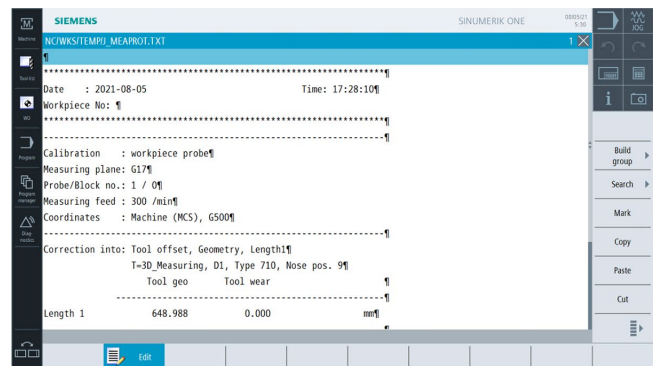 SIEMENS
SINUMERIK ONE
JOG
Machine
NC/WKS/TEMP/J_MEAPROT.TXT 1
¶
*****************************************************************¶
Date : 2021-08-05 Time: 17:28:10¶
Workpiece No: ¶
*****************************************************************¶
-----------------------------------------------------------------¶
Calibration : workpiece probe¶
Measuring plane: G17¶
Probe/Block no.: 1 / 0¶
Measuring feed : 300 /min¶
Coordinates : Machine (MCS), G500¶
-----------------------------------------------------------------¶
Correction into: Tool offset, Geometry, Length1¶
T=3D_Measuring, D1, Type 710, Nose pos. 9¶
Tool geo Tool wear ¶
---------------------------------------------------¶
Length 1 648.988 0.000 mm¶
Tool list
WO
Program
Program
manager
Diag-
nostics
Build
group
Search
Mark
Copy
Paste
Cut
Edit